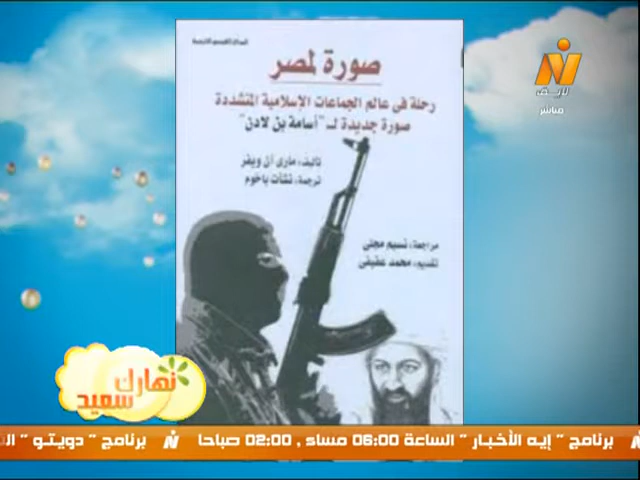 صورة لمصر
رحلة فى عالم الجماعات الإسلامية المتشددة
صورة جديدة لـ "أسامة بن لادن"
تأليف، مارى آن ويفر
ترجمة، نشأت باخوم
مراجعة، نسيم مجلى
تقديم، محمد عفيفى
لايف
مباشر
نهارك
سعيد
برنامج " إيه الأخبار " الساعة 06:00 مساء , 02:00 صباحا
برنامج " دويتو "